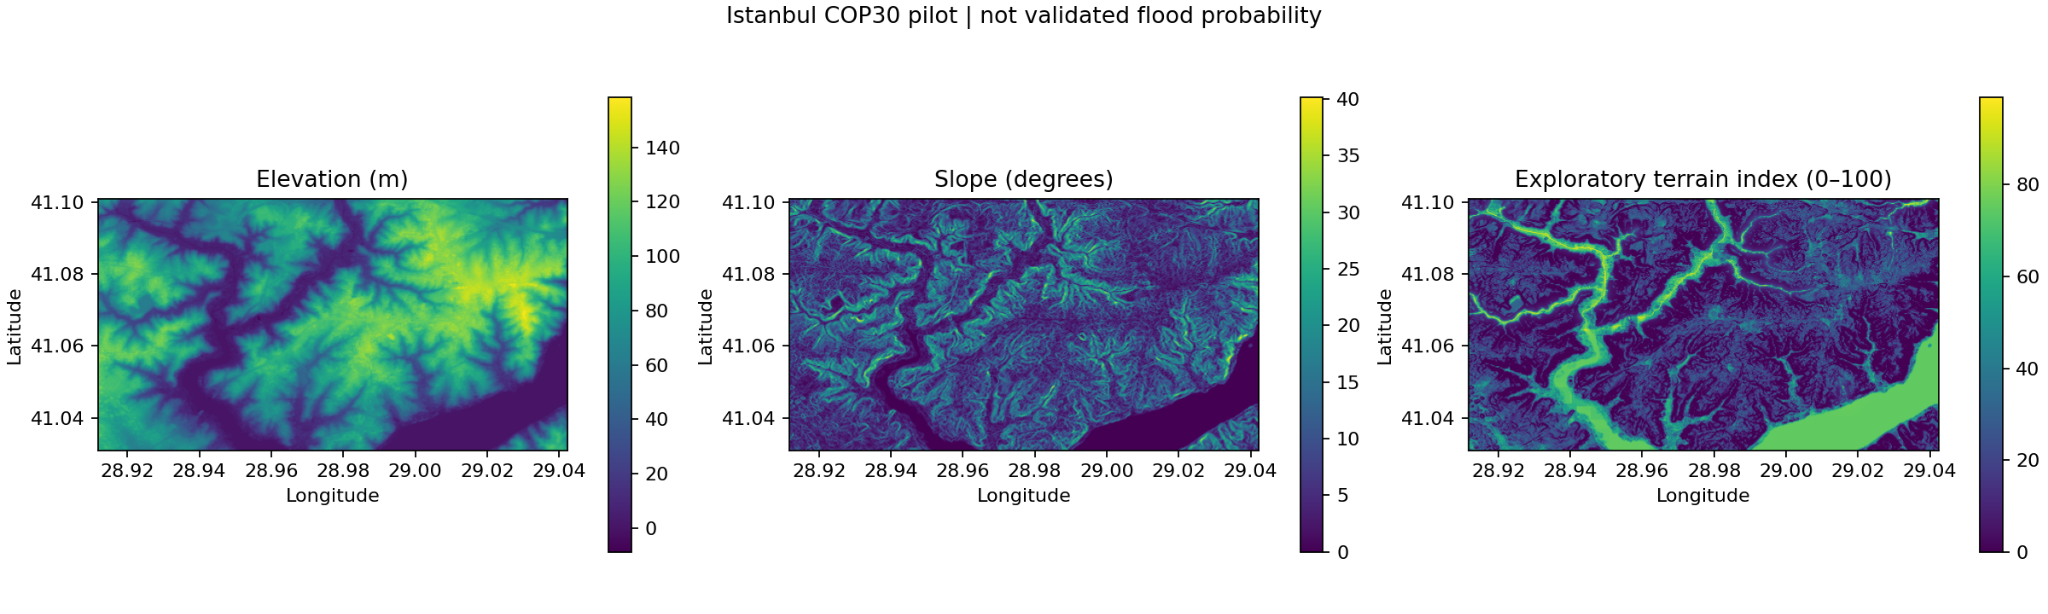 Istanbul COP30 pilot | not validated flood probability
Elevation (m)
41.10
41.08
41.06
41.04
Latitude
28.92 28.94 28.96 28.98 29.00 29.02 29.04
Longitude
140
120
100
80
60
40
20
0
Slope (degrees)
41.10
41.08
41.06
41.04
Latitude
28.92 28.94 28.96 28.98 29.00 29.02 29.04
Longitude
40
35
30
25
20
15
10
5
0
Exploratory terrain index (0–100)
41.10
41.08
41.06
41.04
Latitude
28.92 28.94 28.96 28.98 29.00 29.02 29.04
Longitude
80
60
40
20
0